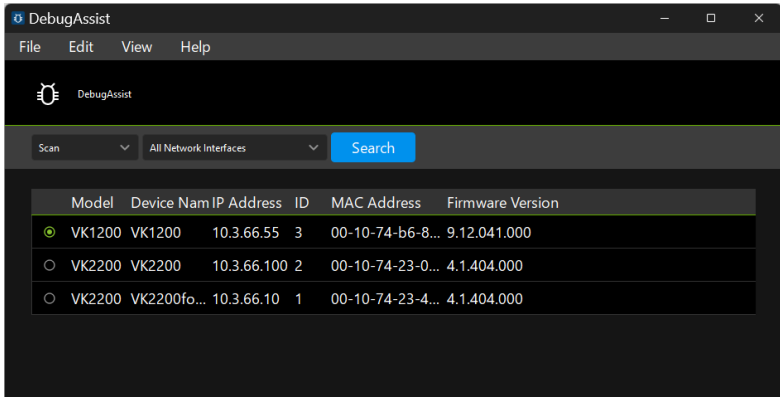 DebugAssist
File Edit View Help
DebugAssist
Scan All Network Interfaces Search
Model Device Nam IP Address ID MAC Address Firmware Version
VK1200 VK1200 10.3.66.55 3 00-10-74-b6-8... 9.12.041.000
VK2200 VK2200 10.3.66.100 2 00-10-74-23-0... 4.1.404.000
VK2200 VK2200fo... 10.3.66.10 1 00-10-74-23-4... 4.1.404.000